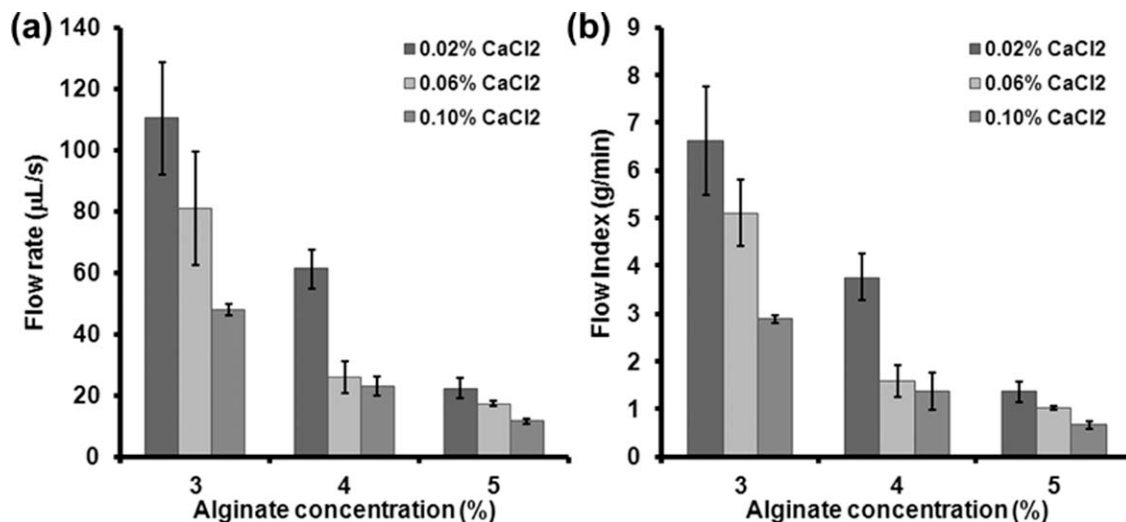 (a)
140
120
100
80
60
40
20
0
Flow rate (µL/s)
0.02% CaCl2
0.06% CaCl2
0.10% CaCl2
3 4 5
Alginate concentration (%)
(b)
9
8
7
6
5
4
3
2
1
0
Flow Index (g/min)
0.02% CaCl2
0.06% CaCl2
0.10% CaCl2
3 4 5
Alginate concentration (%)